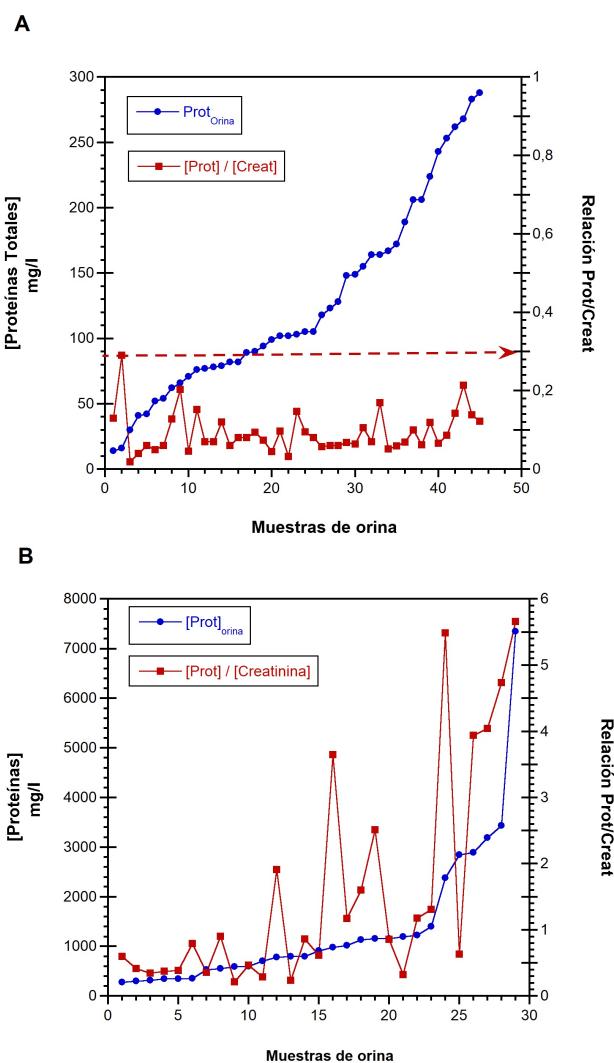 A
300
250
200
150
100
50
0
[Proteínas Totales]
mg/l
Prot Orina
[Prot] / [Creat]
1
0,8
0,6
0,4
0,2
0
Relación Prot/Creat
0 10 20 30 40 50
Muestras de orina
B
8000
7000
6000
5000
4000
3000
2000
1000
0
[Proteínas]
mg/l
[Prot]orina
[Prot] / [Creatinina]
6
5
4
3
2
1
0
Relación Prot/Creat
0 5 10 15 20 25 30
Muestras de orina